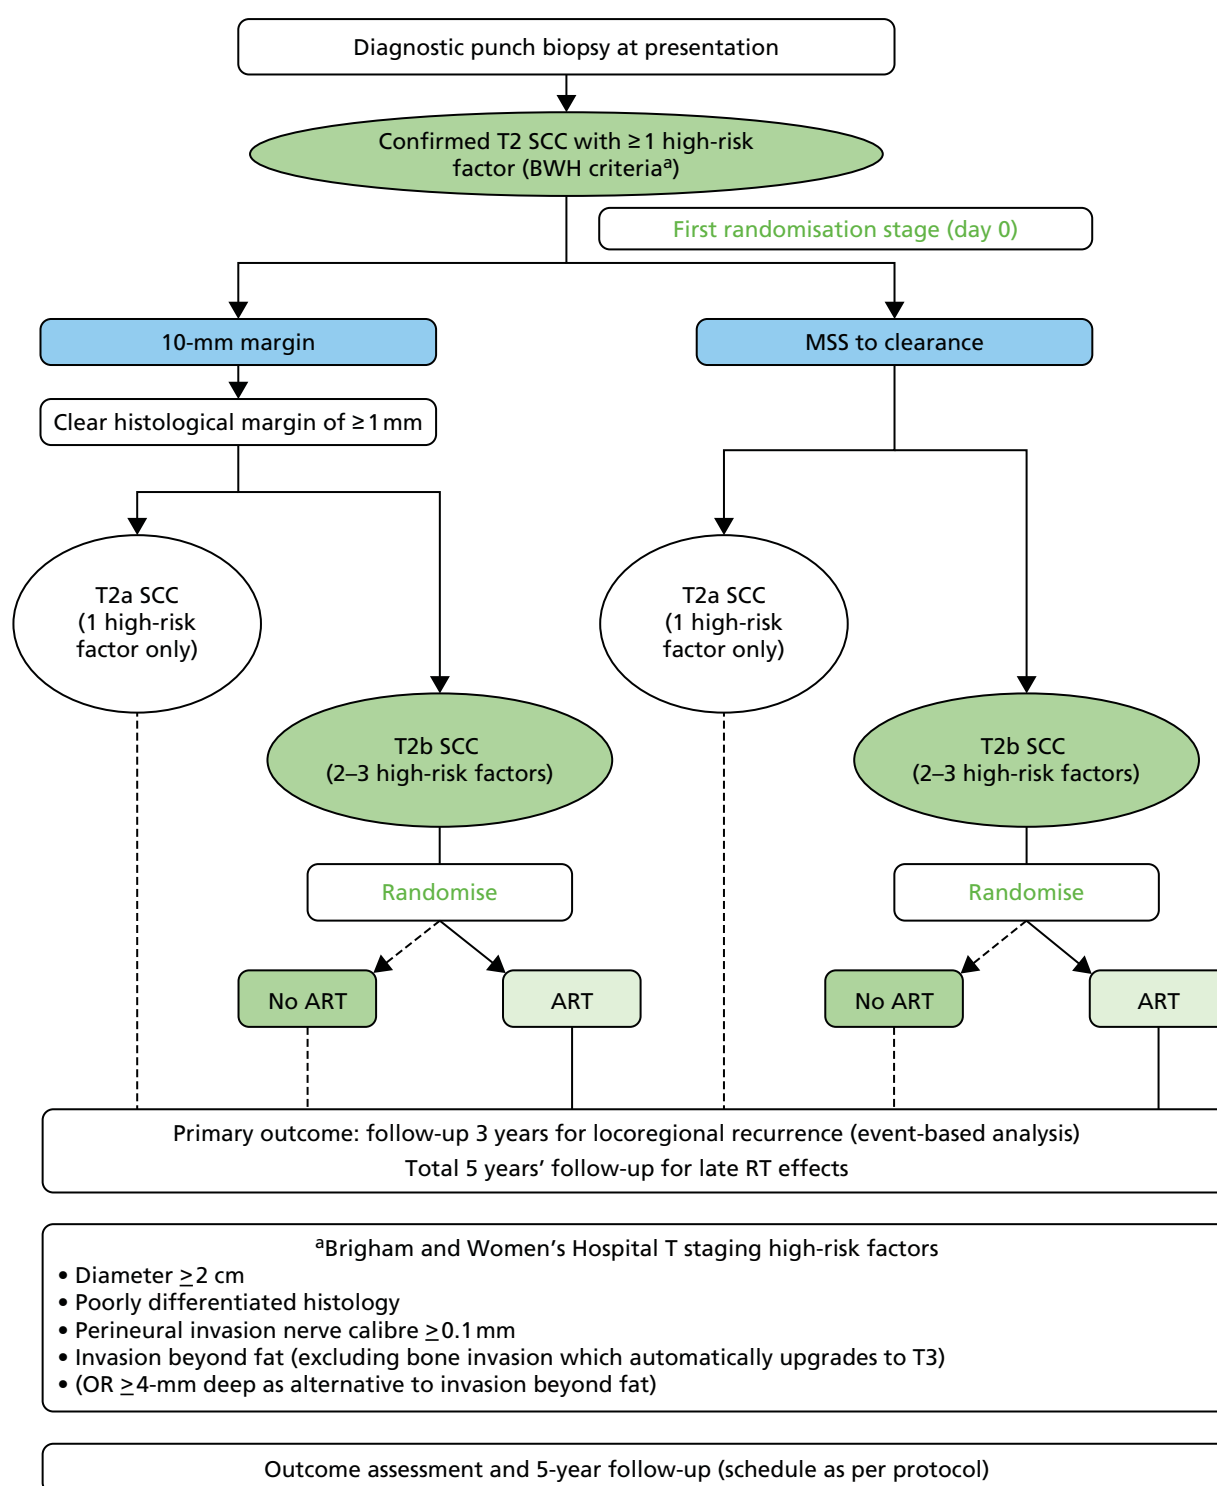 Diagnostic punch biopsy at presentation
Confirmed T2 SCC with ≥ 1 high-risk
factor (BWH criteriaᵃ)
First randomisation stage (day 0)
10-mm margin
MSS to clearance
Clear histological margin of ≥ 1 mm
T2a SCC
(1 high-risk
factor only)
T2a SCC
(1 high-risk
factor only)
T2b SCC
(2–3 high-risk factors)
T2b SCC
(2–3 high-risk factors)
Randomise
Randomise
No ART
ART
No ART
ART
Primary outcome: follow-up 3 years for locoregional recurrence (event-based analysis)
Total 5 years’ follow-up for late RT effects
ᵃBrigham and Women’s Hospital T staging high-risk factors
• Diameter ≥2 cm
• Poorly differentiated histology
• Perineural invasion nerve calibre ≥0.1 mm
• Invasion beyond fat (excluding bone invasion which automatically upgrades to T3)
• (OR ≥4-mm deep as alternative to invasion beyond fat)
Outcome assessment and 5-year follow-up (schedule as per protocol)